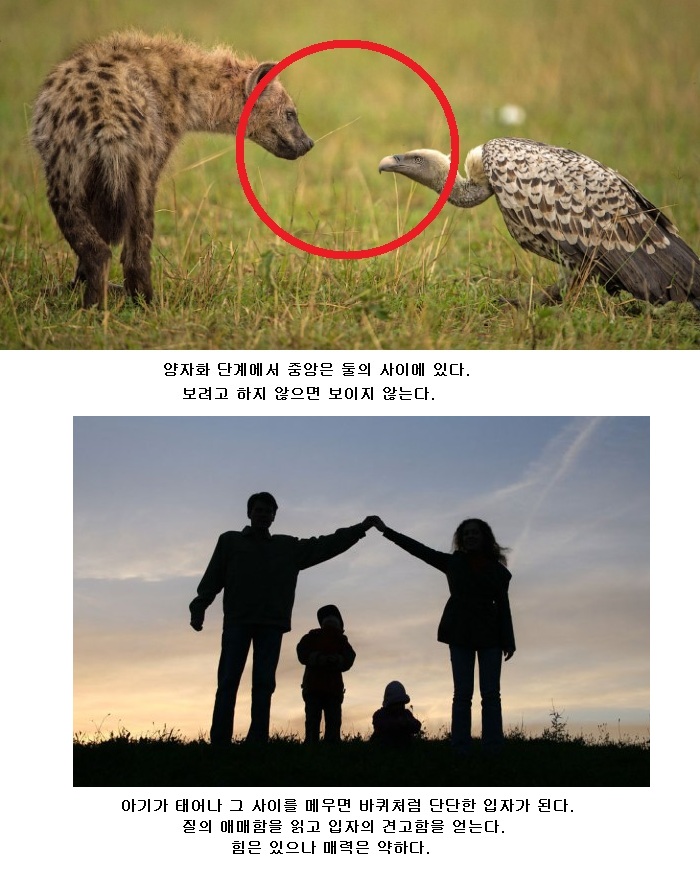 양자화 단계에서 중앙은 둘의 사이에 있다.
보려고 하지 않으면 보이지 않는다.
아기가 태어나 그 사이를 메우면 바퀴처럼 단단한 입자가 된다.
질의 애매함을 잃고 입자의 견고함을 얻는다.
힘은 있으나 매력은 약하다.